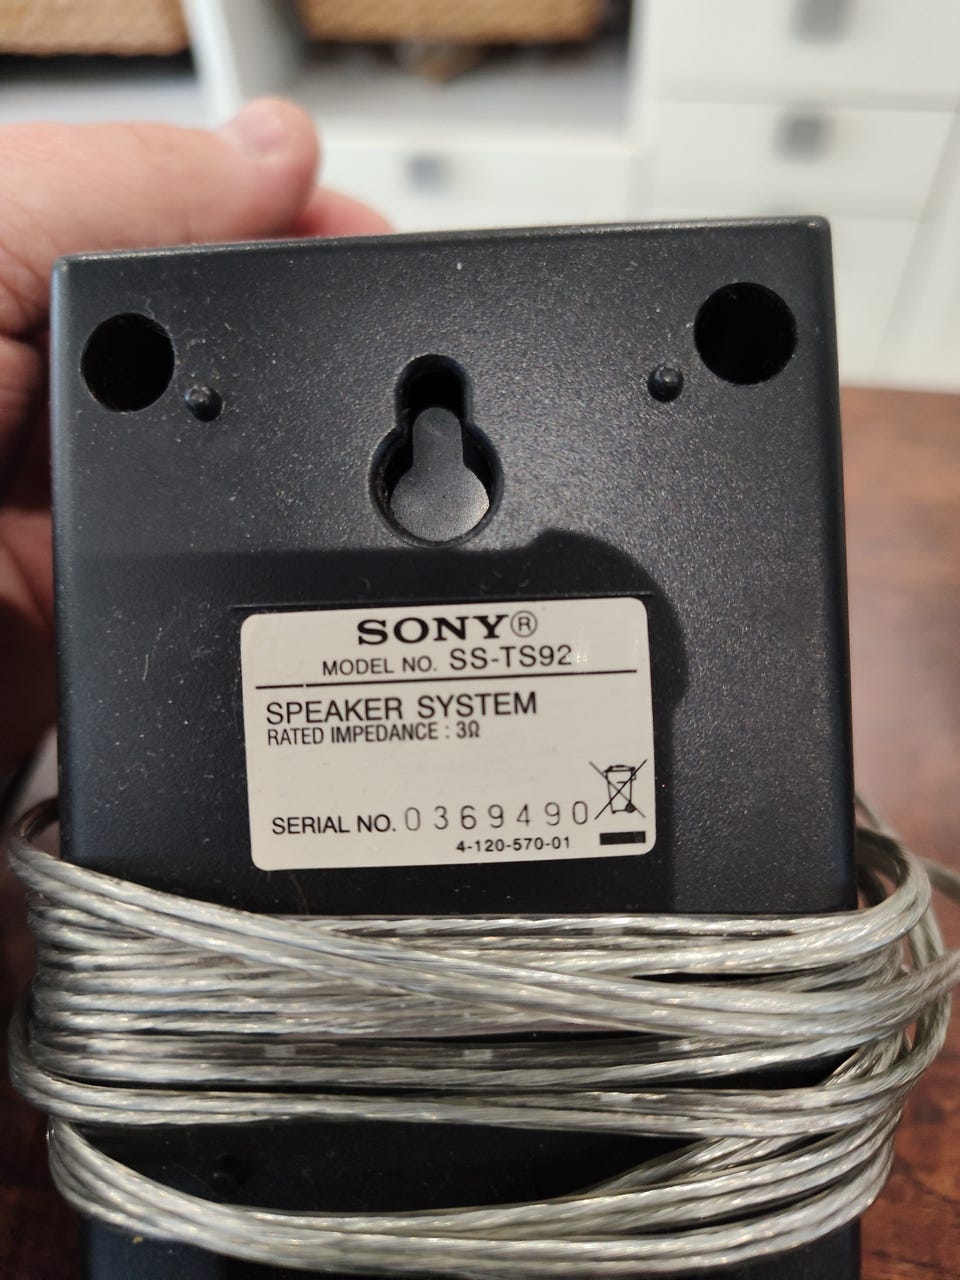 SONY®
MODEL NO. SS-TS92
SPEAKER SYSTEM
RATED IMPEDANCE : 3Ω
SERIAL NO. 0369490
4-120-570-01